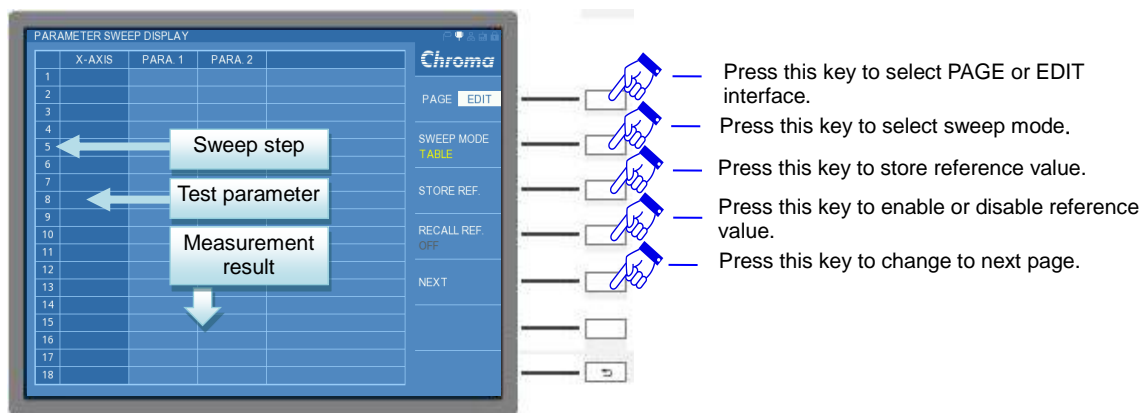 PARAMETER SWEEP DISPLAY
X-AXIS PARA. 1 PARA. 2
Chroma
1
2
3
4
5
6
7
8
9
10
11
12
13
14
15
16
17
18
Sweep step
Test parameter
Measurement
result
PAGE EDIT
SWEEP MODE
TABLE
STORE REF.
RECALL REF.
OFF
NEXT
Press this key to select PAGE or EDIT
interface.
Press this key to select sweep mode.
Press this key to store reference value.
Press this key to enable or disable reference
value.
Press this key to change to next page.